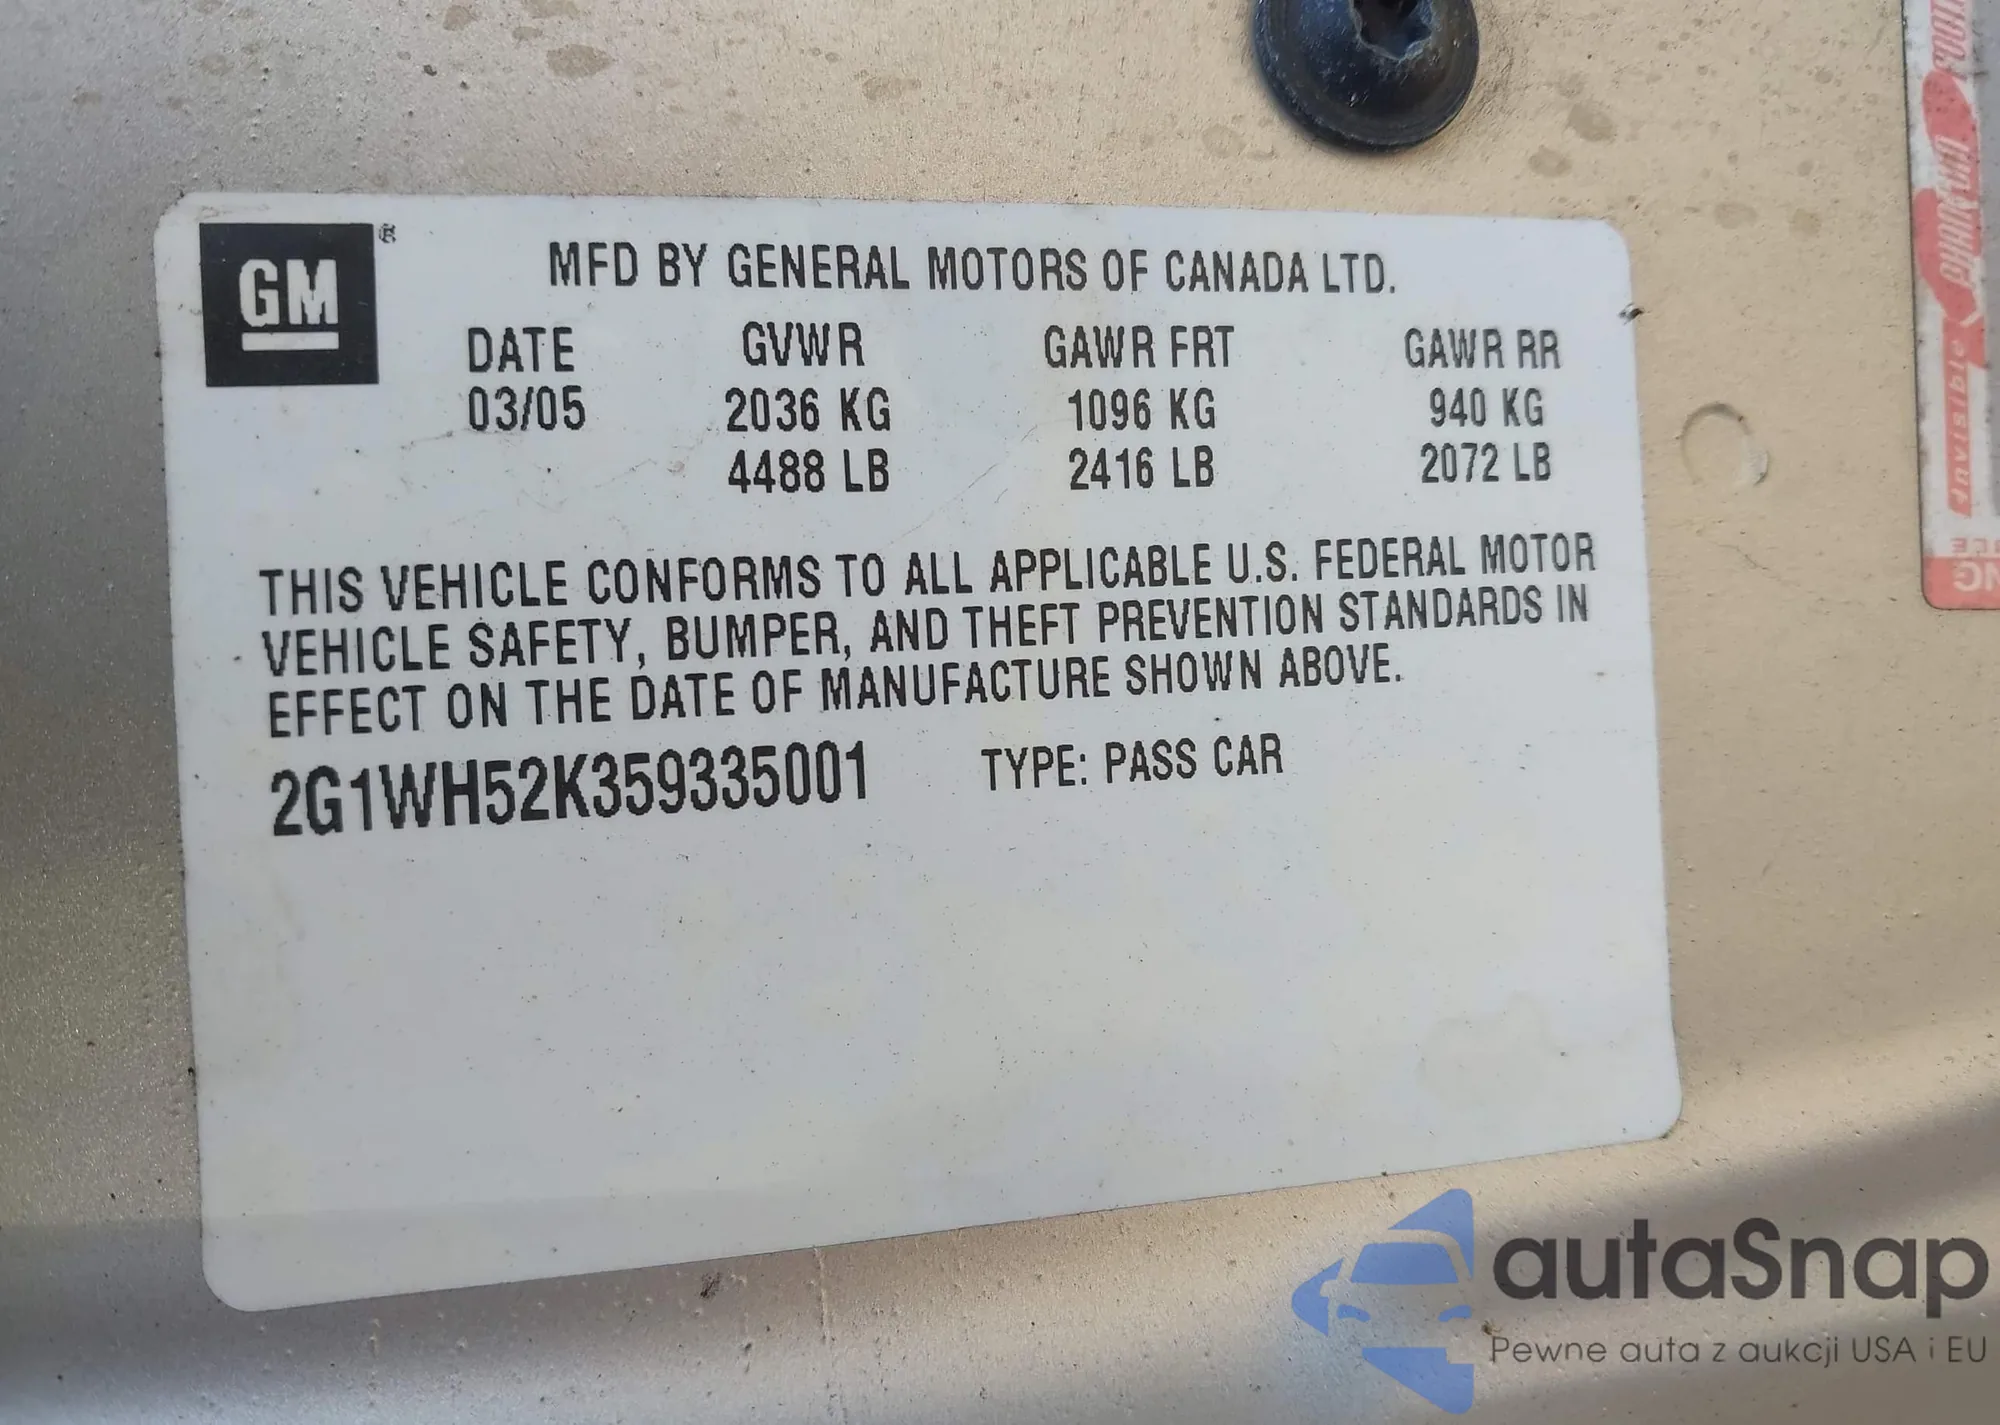 GM
MFD BY GENERAL MOTORS OF CANADA LTD.
DATE GVWR GAWR FRT GAWR RR
03/05 2036 KG 1096 KG 940 KG
4488 LB 2416 LB 2072 LB
THIS VEHICLE CONFORMS TO ALL APPLICABLE U.S. FEDERAL MOTOR
VEHICLE SAFETY, BUMPER, AND THEFT PREVENTION STANDARDS IN
EFFECT ON THE DATE OF MANUFACTURE SHOWN ABOVE.
2G1WH52K359335001 TYPE: PASS CAR
autaSnap
Pewne auta z aukcji USA i EU